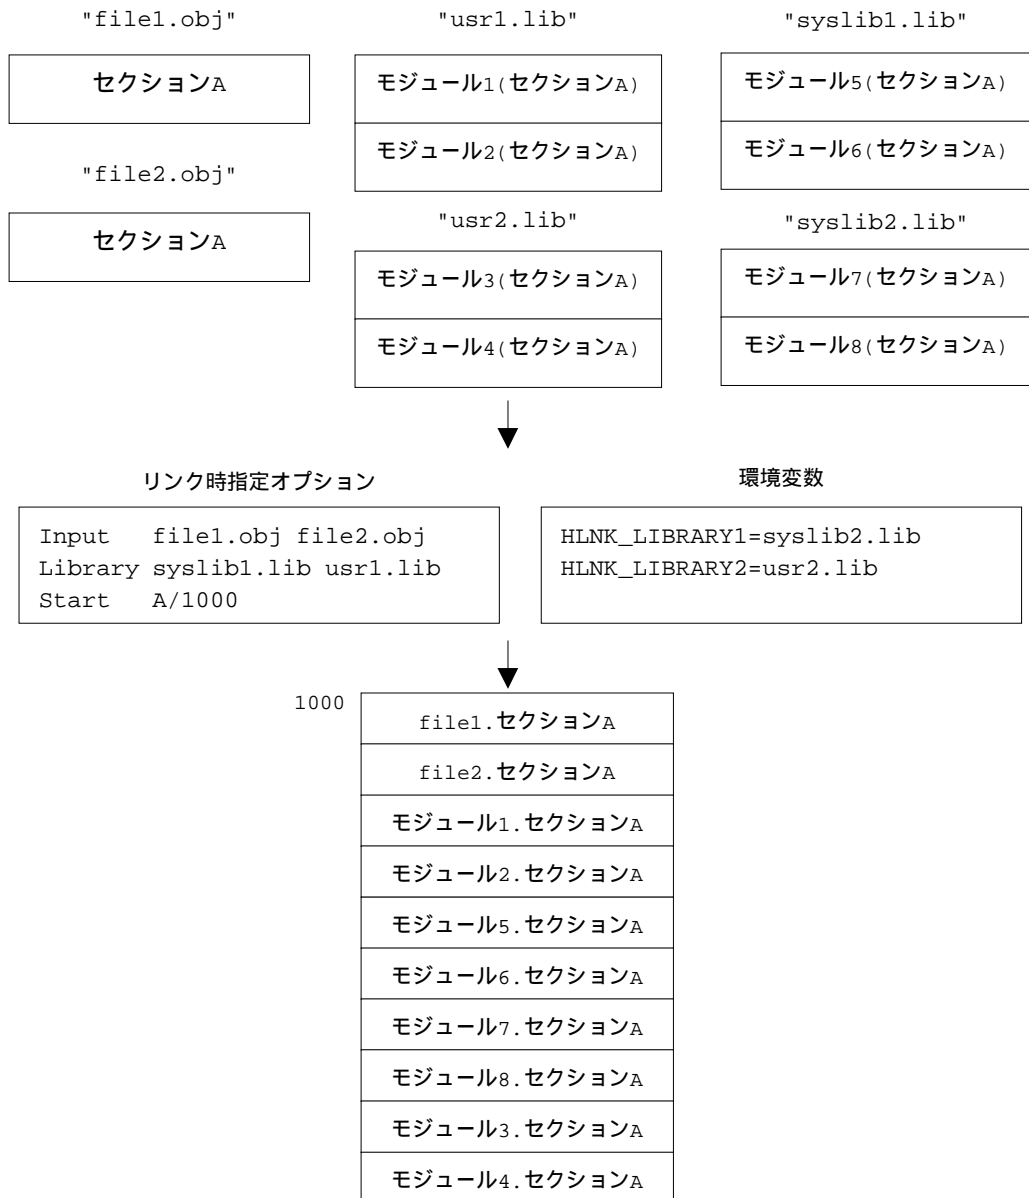 "file1.obj"
セクションA
"file2.obj"
セクションA
"usr1.lib"
モジュール1(セクションA)
モジュール2(セクションA)
"usr2.lib"
モジュール3(セクションA)
モジュール4(セクションA)
"syslib1.lib"
モジュール5(セクションA)
モジュール6(セクションA)
"syslib2.lib"
モジュール7(セクションA)
モジュール8(セクションA)
リンク時指定オプション
Input file1.obj file2.obj
Library syslib1.lib usr1.lib
Start A/1000
環境変数
HLNK_LIBRARY1=syslib2.lib
HLNK_LIBRARY2=usr2.lib
1000
file1.セクションA
file2.セクションA
モジュール1.セクションA
モジュール2.セクションA
モジュール5.セクションA
モジュール6.セクションA
モジュール7.セクションA
モジュール8.セクションA
モジュール3.セクションA
モジュール4.セクションA